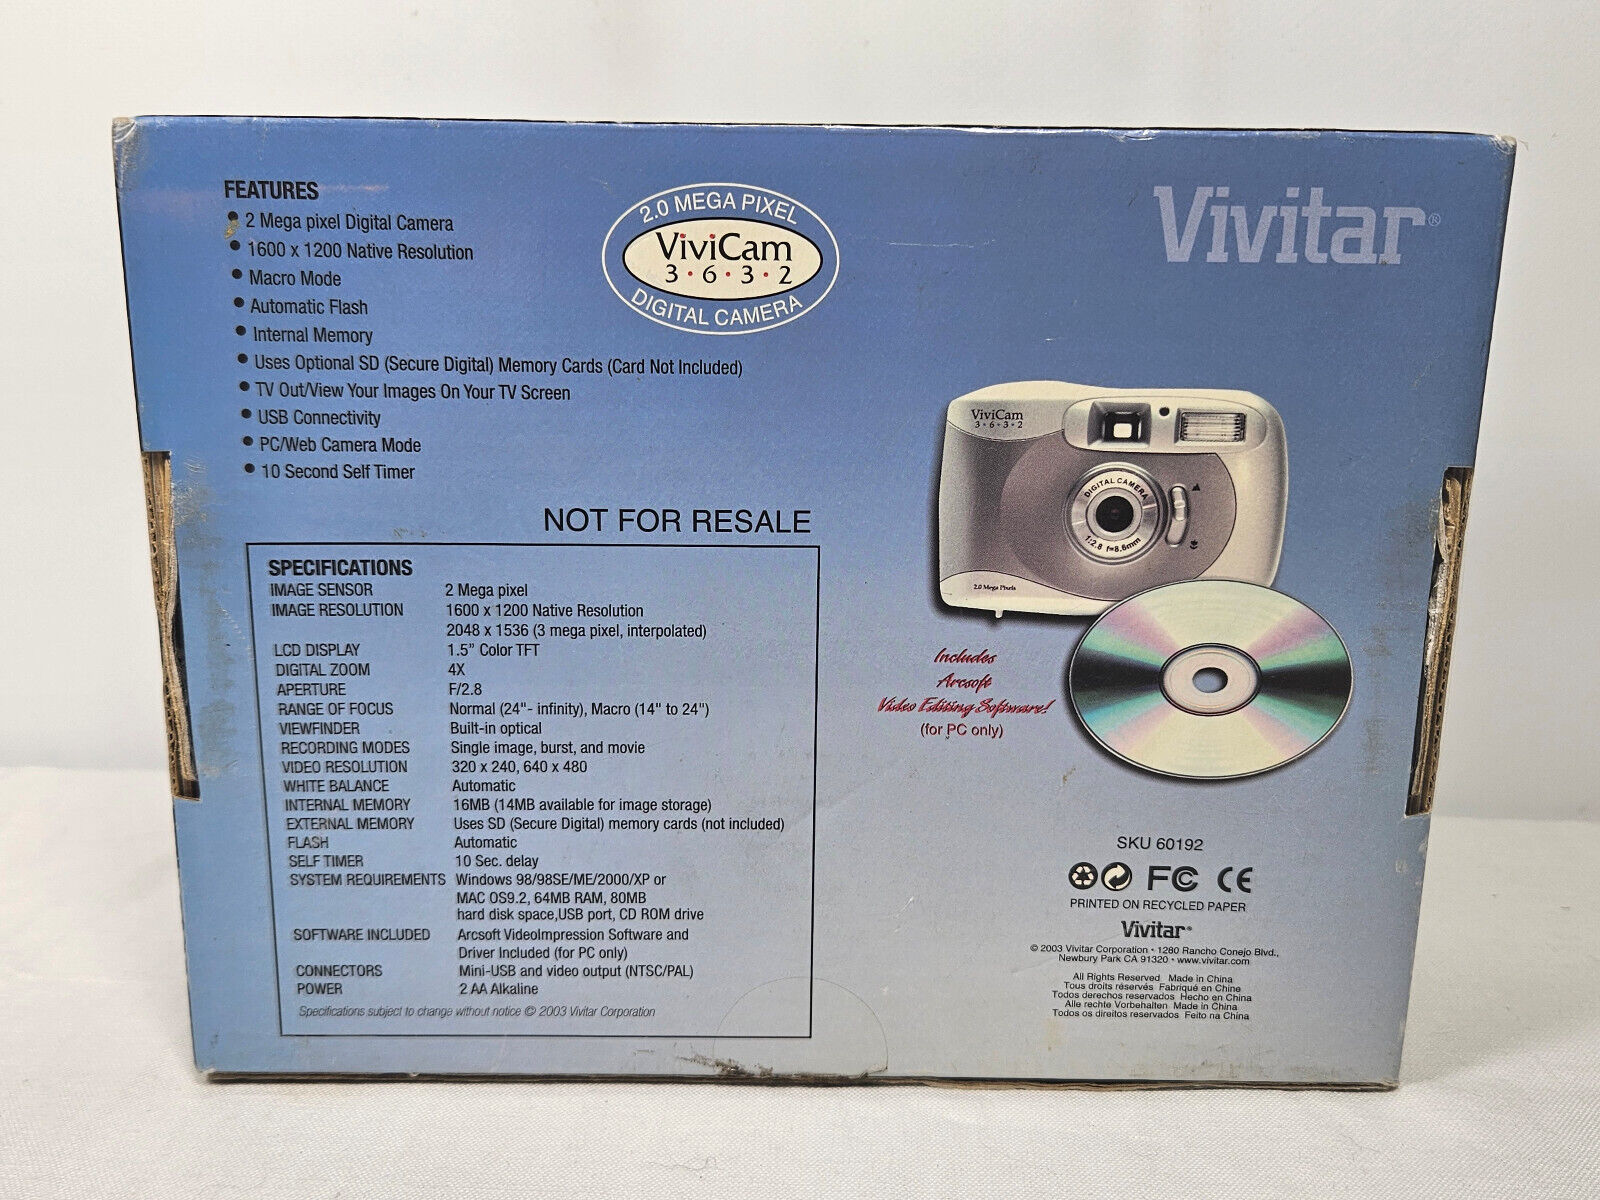 FEATURES
• 2 Mega pixel Digital Camera
• 1600 x 1200 Native Resolution
• Macro Mode
• Automatic Flash
• Internal Memory
• Uses Optional SD (Secure Digital) Memory Cards (Card Not Included)
• TV Out/View Your Images On Your TV Screen
• USB Connectivity
• PC/Web Camera Mode
• 10 Second Self Timer
2.0 MEGA PIXEL
ViviCam
3•6•3•2
DIGITAL CAMERA
Vivitar®
NOT FOR RESALE
SPECIFICATIONS
IMAGE SENSOR 2 Mega pixel
IMAGE RESOLUTION 1600 x 1200 Native Resolution
2048 x 1536 (3 mega pixel, interpolated)
LCD DISPLAY 1.5" Color TFT
DIGITAL ZOOM 4X
APERTURE F/2.8
RANGE OF FOCUS Normal (24"- infinity), Macro (14" to 24")
VIEWFINDER Built-in optical
RECORDING MODES Single image, burst, and movie
VIDEO RESOLUTION 320 x 240, 640 x 480
WHITE BALANCE Automatic
INTERNAL MEMORY 16MB (14MB available for image storage)
EXTERNAL MEMORY Uses SD (Secure Digital) memory cards (not included)
FLASH Automatic
SELF TIMER 10 Sec. delay
SYSTEM REQUIREMENTS Windows 98/98SE/ME/2000/XP or
MAC OS9.2, 64MB RAM, 80MB
hard disk space,USB port, CD ROM drive
SOFTWARE INCLUDED Arcsoft VideoImpression Software and
Driver Included (for PC only)
CONNECTORS Mini-USB and video output (NTSC/PAL)
POWER 2 AA Alkaline
Specifications subject to change without notice © 2003 Vivitar Corporation
ViviCam
3•6•3•2
DIGITAL CAMERA
1:2.8 f=8.6mm
2.0 Mega Pixels
Includes
Arcsoft
Video Editing Software!
(for PC only)
SKU 60192
FC CE
PRINTED ON RECYCLED PAPER
Vivitar®
© 2003 Vivitar Corporation • 1280 Rancho Conejo Blvd.,
Newbury Park CA 91320 • www.vivitar.com
All Rights Reserved Made in China
Tous droits réservés Fabriqué en Chine
Todos derechos reservados Hecho en China
Alle rechte Vorbehalten Made in China
Todos os direitos reservados Feito na China